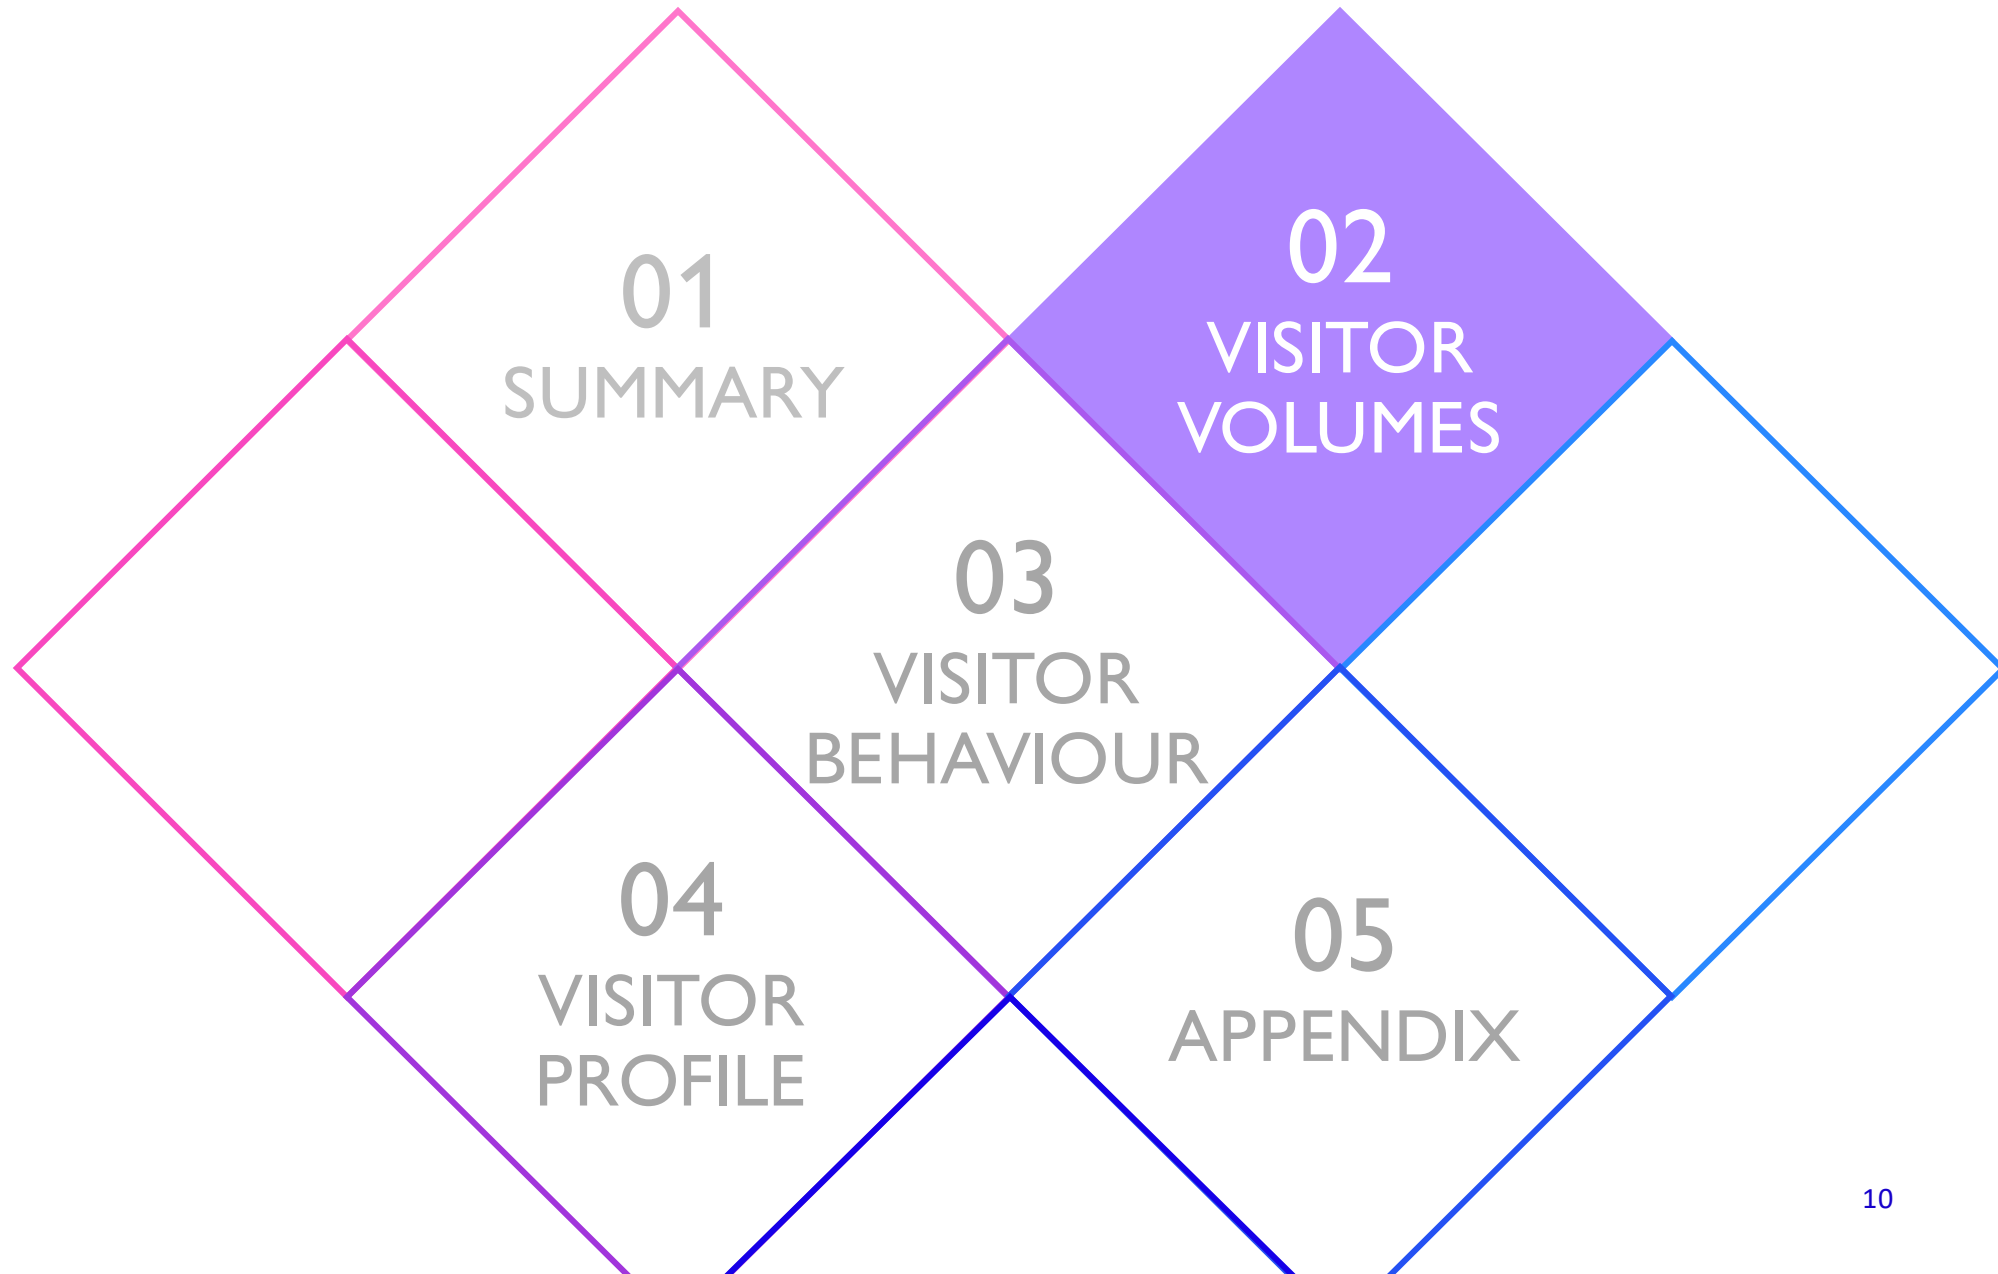 01
SUMMARY
02
VISITOR
VOLUMES
03
VISITOR
BEHAVIOUR
04
VISITOR
PROFILE
05
APPENDIX
10